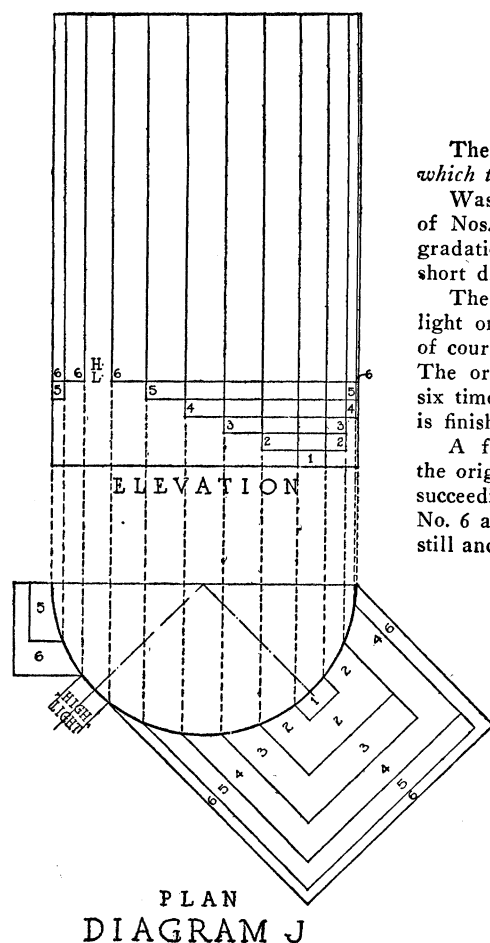 The
which t
Was
of Nos.
gradatio
short d
The
light or
of cour
The or
six time
is finish
A f
the orig
succeedi
No. 6 a
still and
6 6 H L 6 6
5 5 5
4 4
3 3
2 2
1
ELEVATION
5
6
HIGH
LIGHT
1
2 2 2
3 3
4 4 4
5 5
6 6 6
PLAN
DIAGRAM J